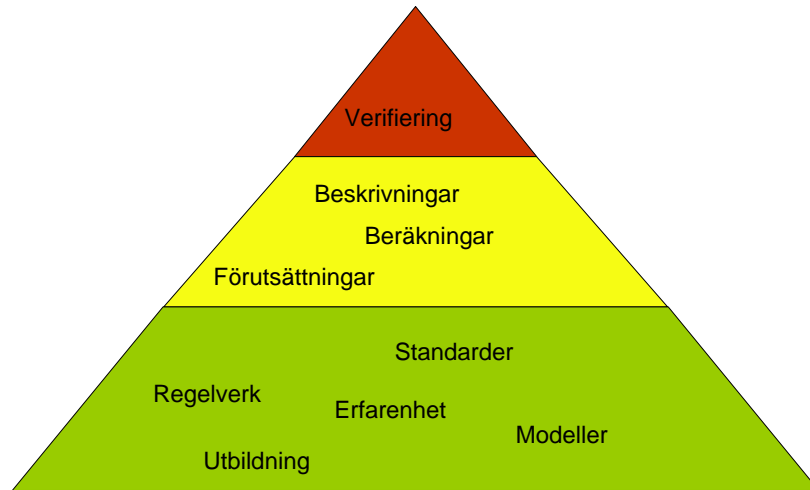 Verifiering
Beskrivningar
Beräkningar
Förutsättningar
Standarder
Regelverk
Erfarenhet
Modeller
Utbildning